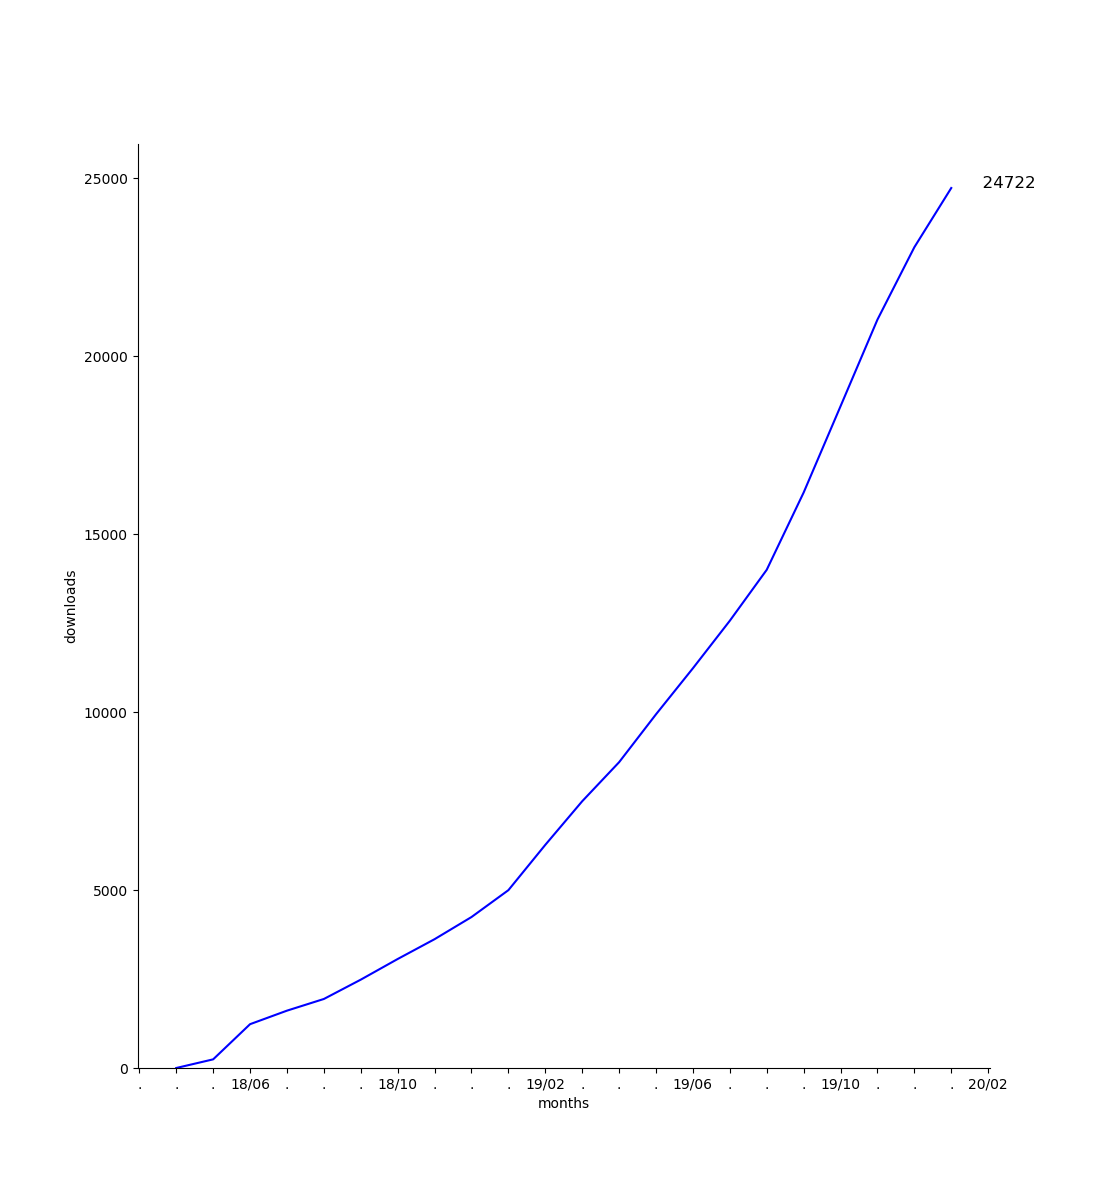 25000
24722
20000
15000
downloads
10000
5000
0
. . . 18/06 . . . 18/10 . . . 19/02 . . . 19/06 . . . 19/10 . . . 20/02
months